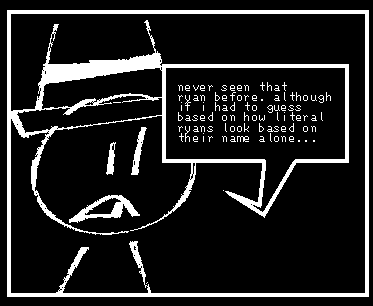 never seen that
ryan before. although
if i had to guess
based on how literal
ryans look based on
their name alone...